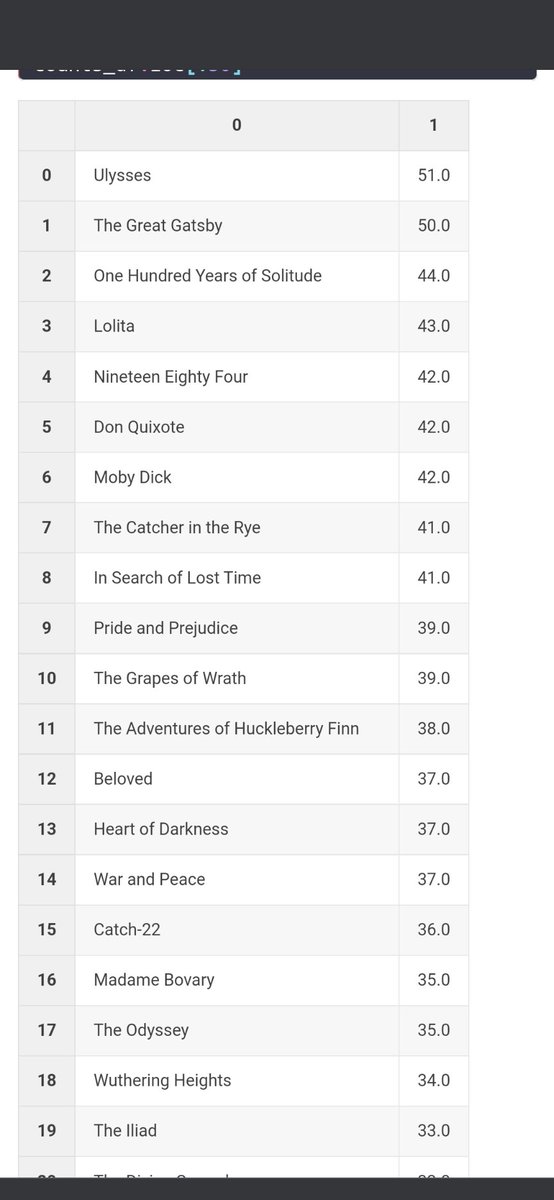 0 1
0 Ulysses 51.0
1 The Great Gatsby 50.0
2 One Hundred Years of Solitude 44.0
3 Lolita 43.0
4 Nineteen Eighty Four 42.0
5 Don Quixote 42.0
6 Moby Dick 42.0
7 The Catcher in the Rye 41.0
8 In Search of Lost Time 41.0
9 Pride and Prejudice 39.0
10 The Grapes of Wrath 39.0
11 The Adventures of Huckleberry Finn 38.0
12 Beloved 37.0
13 Heart of Darkness 37.0
14 War and Peace 37.0
15 Catch-22 36.0
16 Madame Bovary 35.0
17 The Odyssey 35.0
18 Wuthering Heights 34.0
19 The Iliad 33.0